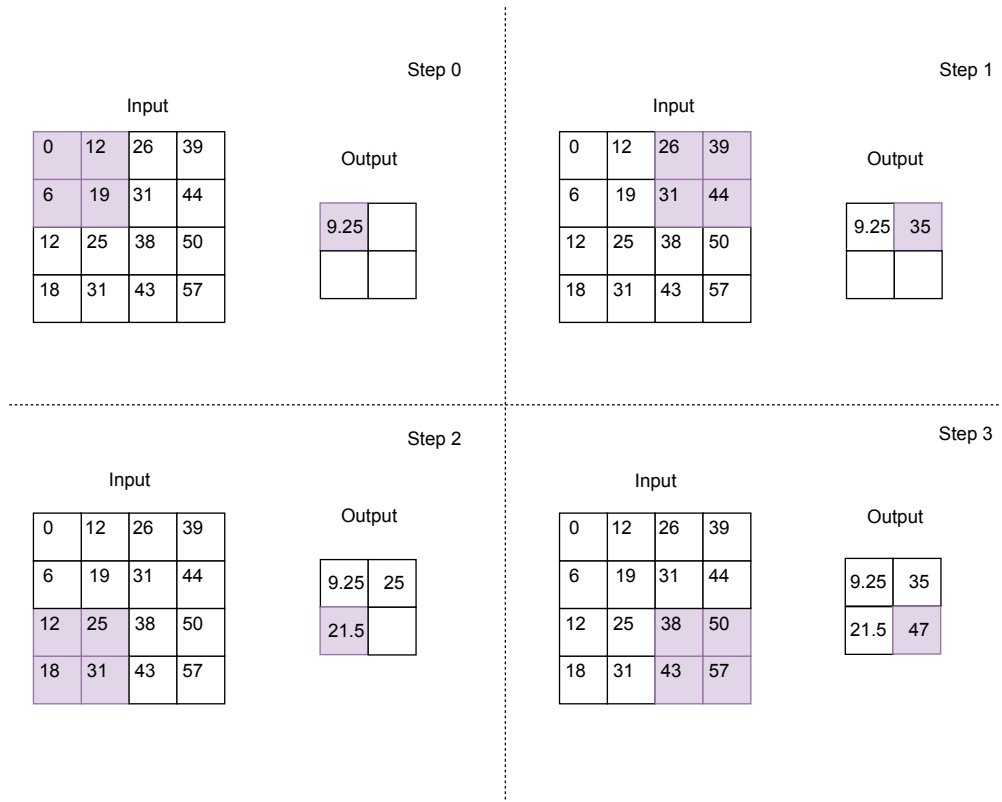 Step 0
Input
0 12 26 39
6 19 31 44
12 25 38 50
18 31 43 57
Output
9.25
Step 1
Input
0 12 26 39
6 19 31 44
12 25 38 50
18 31 43 57
Output
9.25 35
Step 2
Input
0 12 26 39
6 19 31 44
12 25 38 50
18 31 43 57
Output
9.25 25
21.5
Step 3
Input
0 12 26 39
6 19 31 44
12 25 38 50
18 31 43 57
Output
9.25 35
21.5 47